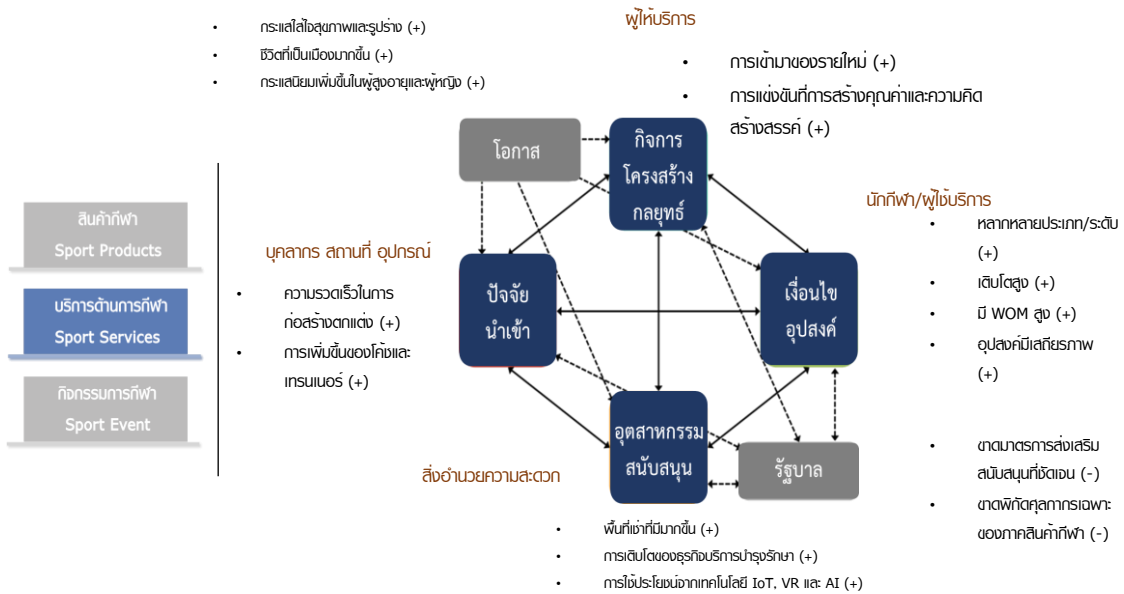 • กระแสใส่ใจสุขภาพและรูปร่าง (+)
• ชีวิตที่เป็นเมืองมากขึ้น (+)
• กระแสนิยมเพิ่มขึ้นในผู้สูงอายุและผู้หญิง (+)
ผู้ให้บริการ
• การเข้ามาของรายใหม่ (+)
• การแข่งขันที่การสร้างคุณค่าและความคิด
สร้างสรรค์ (+)
โอกาส
กิจการ
โครงสร้าง
กลยุทธ์
สินค้ากีฬา
Sport Products
บริการด้านการกีฬา
Sport Services
กิจกรรมการกีฬา
Sport Event
บุคลากร สถานที่ อุปกรณ์
• ความรวดเร็วในการ
ก่อสร้างตกแต่ง (+)
• การเพิ่มขึ้นของโค้ชและ
เทรนเนอร์ (+)
ปัจจัย
นำเข้า
เงื่อนไข
อุปสงค์
นักกีฬา/ผู้ใช้บริการ
• หลากหลายประเภท/ระดับ
(+)
• เติบโตสูง (+)
• มี WOM สูง (+)
• อุปสงค์มีเสถียรภาพ
(+)
อุตสาหกรรม
สนับสนุน
รัฐบาล
• ขาดมาตรการส่งเสริม
สนับสนุนที่ชัดเจน (-)
• ขาดพิกัดศุลกากรเฉพาะ
ของภาคสินค้ากีฬา (-)
สิ่งอำนวยความสะดวก
• พื้นที่เช่าที่มีมากขึ้น (+)
• การเติบโตของธุรกิจบริการบำรุงรักษา (+)
• การใช้ประโยชน์จากเทคโนโลยี IoT, VR และ AI (+)